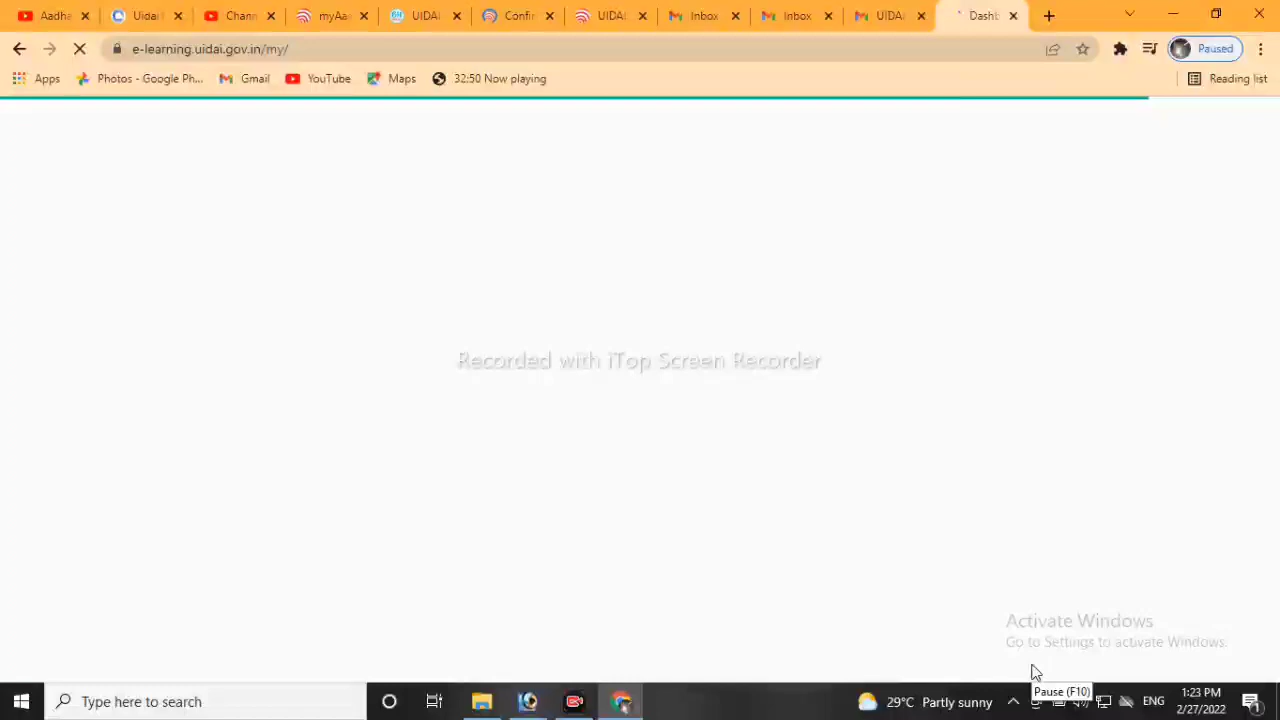 Aadha
Uidai
Chann
myAa
UIDAI
Confir
UIDAI
Inbox
Inbox
UIDAI
Dashb
e-learning.uidai.gov.in/my/
Paused
Apps
Photos - Google Ph...
Gmail
YouTube
Maps
32:50 Now playing
Reading list
Recorded with iTop Screen Recorder
Activate Windows
Go to Settings to activate Windows.
Pause (F10)
Type here to search
29°C Partly sunny
ENG
1:23 PM
2/27/2022
1